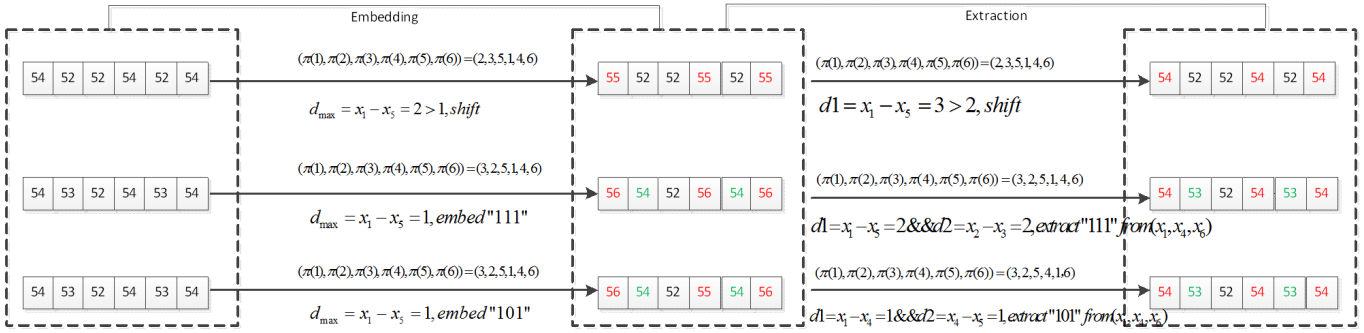 Embedding Extraction
(π(1),π(2),π(3),π(4),π(5),π(6))=(2,3,5,1,4,6) (π(1),π(2),π(3),π(4),π(5),π(6))=(2,3,5,1,4,6)
54 52 52 54 52 54 55 52 52 55 52 55 54 52 52 54 52 54
d_max = x_1 − x_5 = 2 > 1, shift d1 = x_1 − x_5 = 3 > 2, shift
(π(1),π(2),π(3),π(4),π(5),π(6))=(3,2,5,1,4,6) (π(1),π(2),π(3),π(4),π(5),π(6))=(3,2,5,1,4,6)
54 53 52 54 53 54 56 54 52 56 54 56 54 53 52 54 53 54
d_max = x_1 − x_5 = 1, embed "111" d1=x_1−x_5=2&&d2=x_2−x_3=2,extract"111"from(x_1,x_4,x_6)
(π(1),π(2),π(3),π(4),π(5),π(6))=(3,2,5,1,4,6) (π(1),π(2),π(3),π(4),π(5),π(6))=(3,2,5,4,1,6)
54 53 52 54 53 54 56 54 52 55 54 56 54 53 52 54 53 54
d_max = x_1 − x_5 = 1, embed "101" d1=x_1−x_4=1&&d2=x_4−x_5=1,extract"101"from(x_1,x_4,x_6)